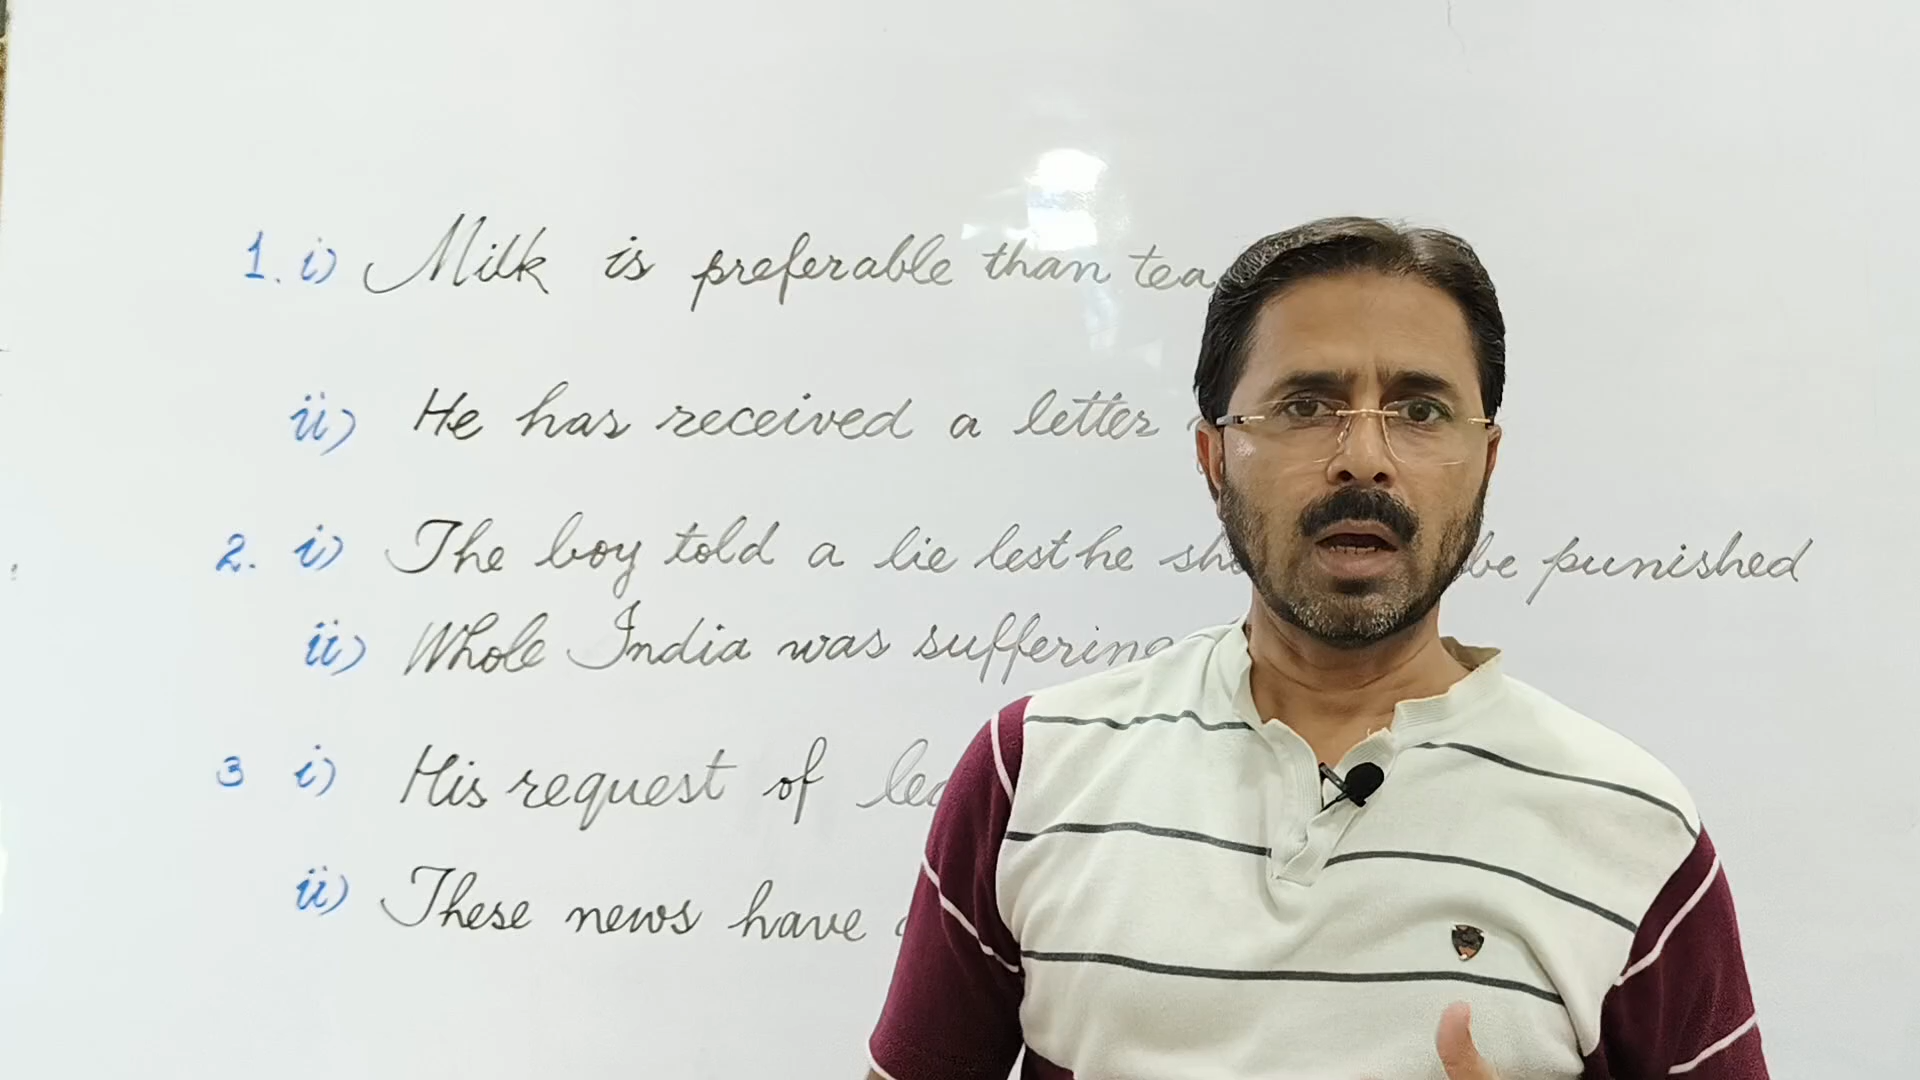 1. i) Milk is preferable than tea
ii) He has received a letter
2. i) The boy told a lie lest he be punished
ii) Whole India was suffering
3 i) His request of
ii) These news have